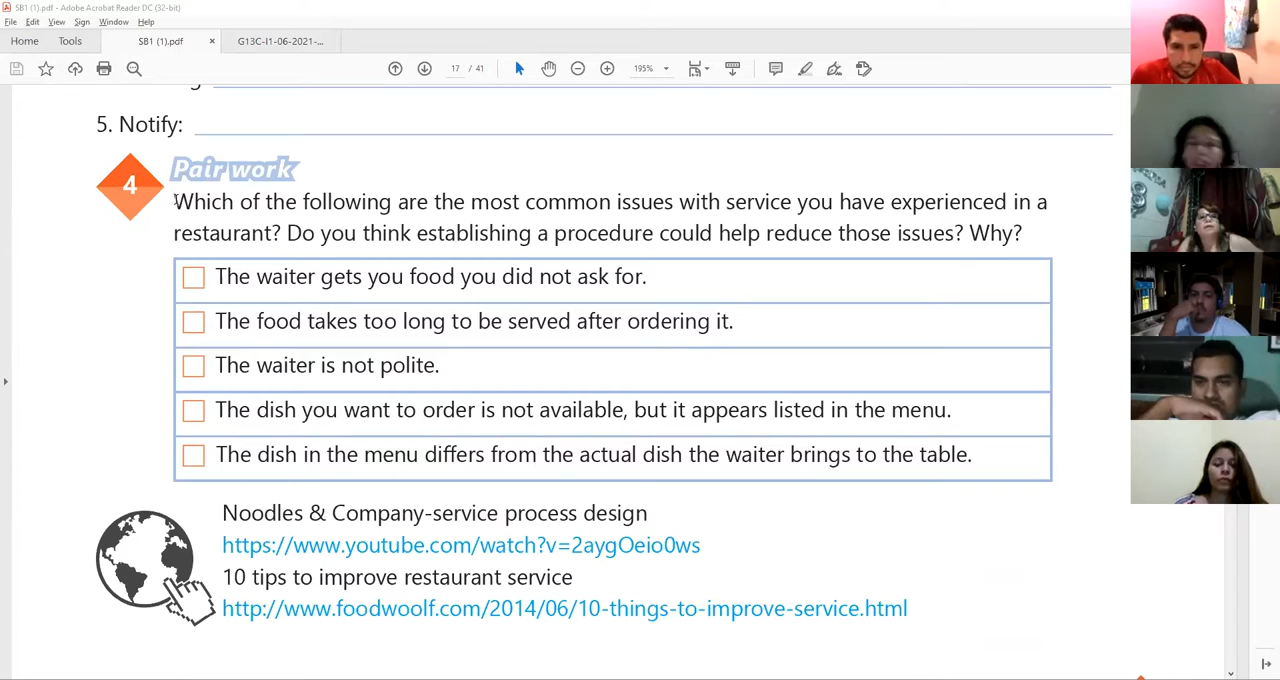 SB1 (1).pdf - Adobe Acrobat Reader DC (32-bit)
File Edit View Sign Window Help
Home Tools SB1 (1).pdf × G13C-I1-06-2021-...
17 / 41 195%
5. Notify:
4
Pair work
Which of the following are the most common issues with service you have experienced in a
restaurant? Do you think establishing a procedure could help reduce those issues? Why?
The waiter gets you food you did not ask for.
The food takes too long to be served after ordering it.
The waiter is not polite.
The dish you want to order is not available, but it appears listed in the menu.
The dish in the menu differs from the actual dish the waiter brings to the table.
Noodles & Company-service process design
https://www.youtube.com/watch?v=2aygOeio0ws
10 tips to improve restaurant service
http://www.foodwoolf.com/2014/06/10-things-to-improve-service.html